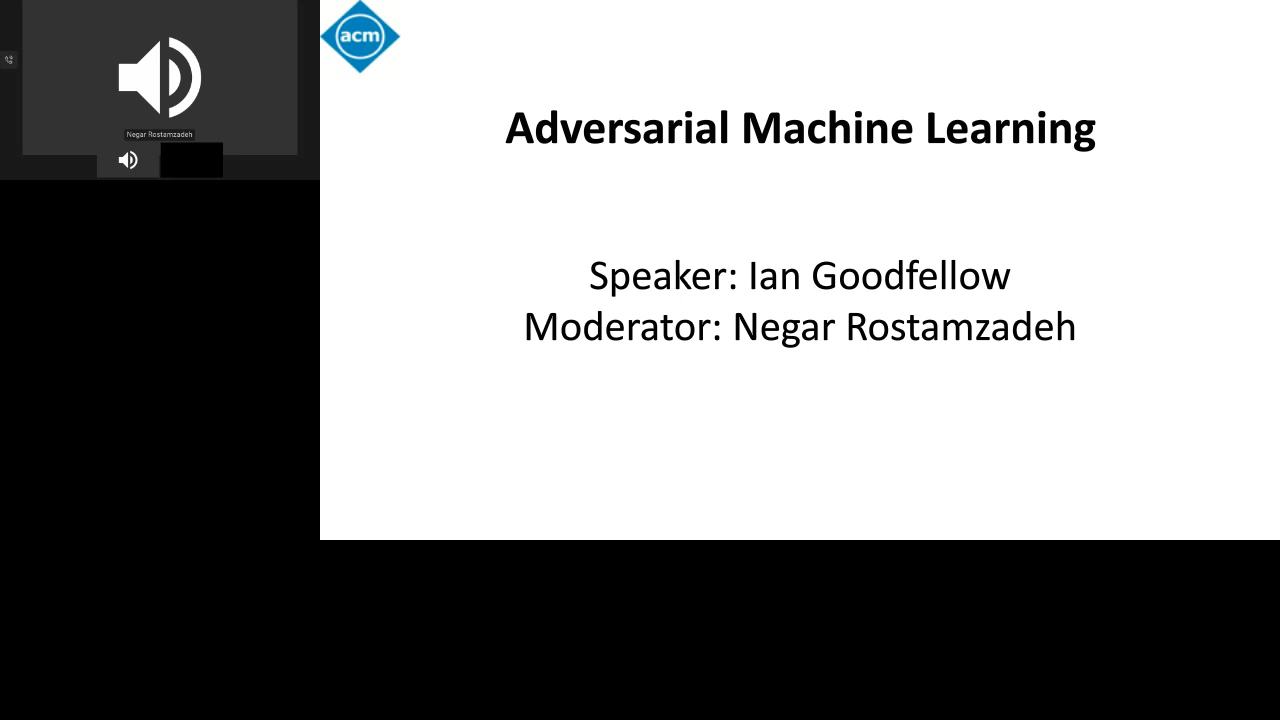 Negar Rostamzadeh
acm
Adversarial Machine Learning
Speaker: Ian Goodfellow
Moderator: Negar Rostamzadeh